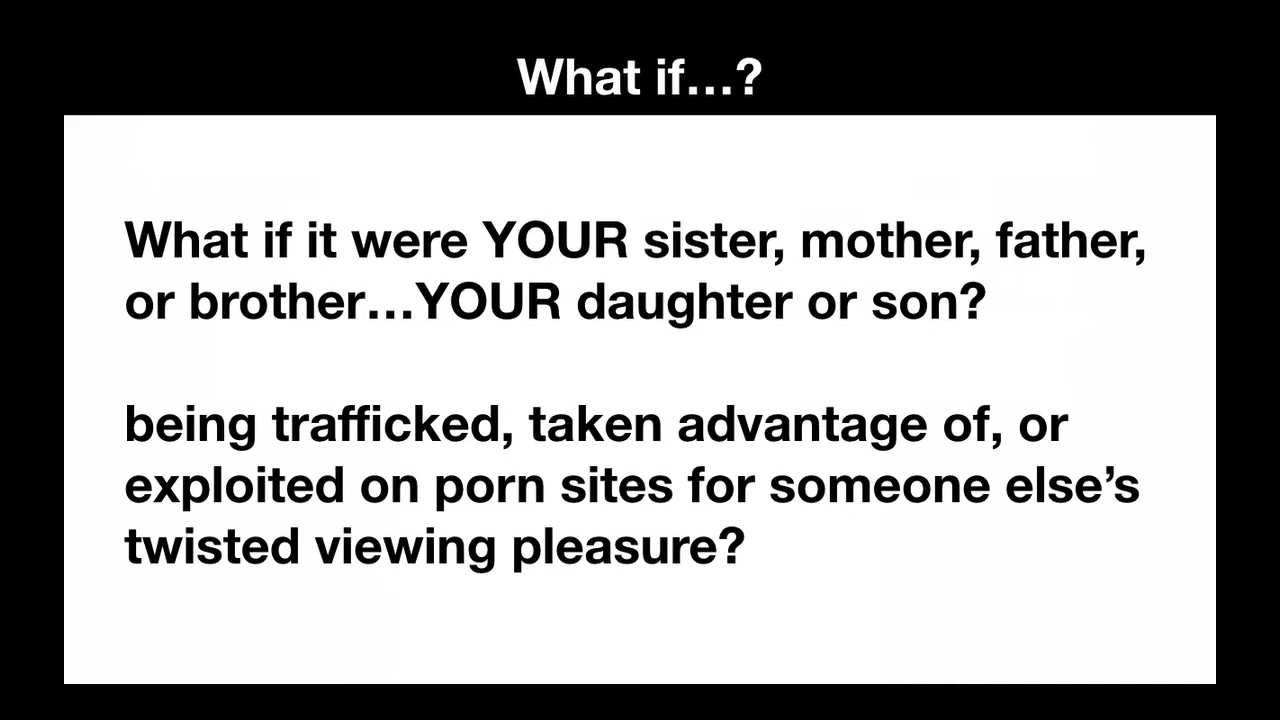 What if...?
What if it were YOUR sister, mother, father,
or brother...YOUR daughter or son?
being trafficked, taken advantage of, or
exploited on porn sites for someone else’s
twisted viewing pleasure?